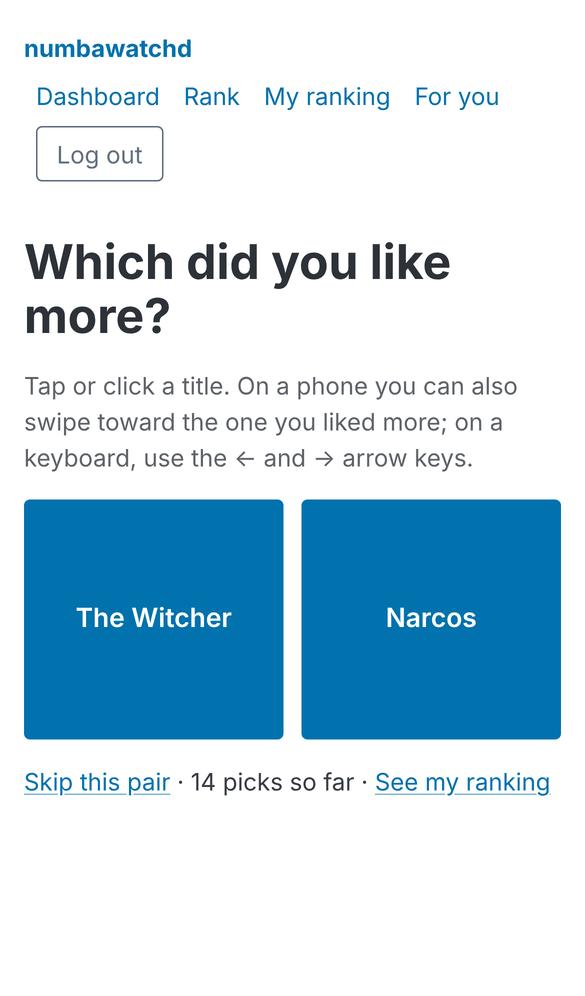 numbawatchd
Dashboard Rank My ranking For you
Log out
Which did you like
more?
Tap or click a title. On a phone you can also
swipe toward the one you liked more; on a
keyboard, use the ← and → arrow keys.
The Witcher Narcos
Skip this pair · 14 picks so far · See my ranking